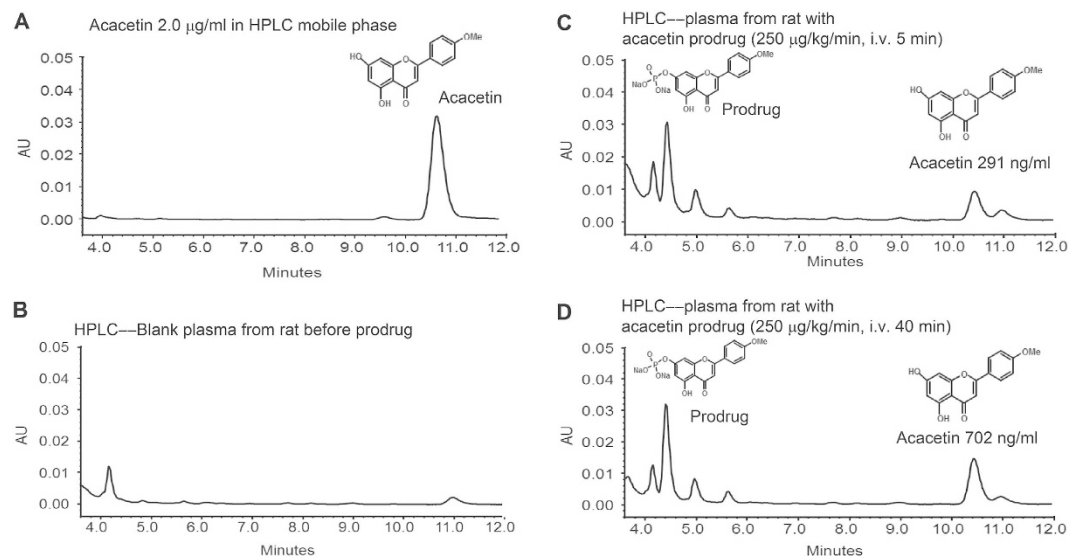 A
Acacetin 2.0 μg/ml in HPLC mobile phase
OMe
HO
O
OH
O
Acacetin
0.05
0.04
0.03
0.02
0.01
0.00
AU
4.0 5.0 6.0 7.0 8.0 9.0 10.0 11.0 12.0
Minutes
B
HPLC––Blank plasma from rat before prodrug
0.05
0.04
0.03
0.02
0.01
0.00
AU
4.0 5.0 6.0 7.0 8.0 9.0 10.0 11.0 12.0
Minutes
C
HPLC––plasma from rat with
acacetin prodrug (250 μg/kg/min, i.v. 5 min)
OMe
O
NaO
P
O
ONa
O
OH
O
Prodrug
OMe
HO
O
OH
O
Acacetin 291 ng/ml
0.05
0.04
0.03
0.02
0.01
0.00
AU
4.0 5.0 6.0 7.0 8.0 9.0 10.0 11.0 12.0
Minutes
D
HPLC––plasma from rat with
acacetin prodrug (250 μg/kg/min, i.v. 40 min)
OMe
O
NaO
P
O
ONa
O
OH
O
Prodrug
OMe
HO
O
OH
O
Acacetin 702 ng/ml
0.05
0.04
0.03
0.02
0.01
0.00
AU
4.0 5.0 6.0 7.0 8.0 9.0 10.0 11.0 12.0
Minutes